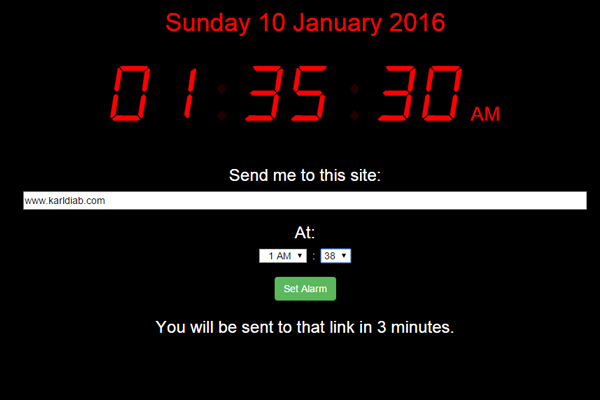 Sunday 10 January 2016
01:35:30 AM
Send me to this site:
www.karldiab.com
At:
1 AM : 38
Set Alarm
You will be sent to that link in 3 minutes.